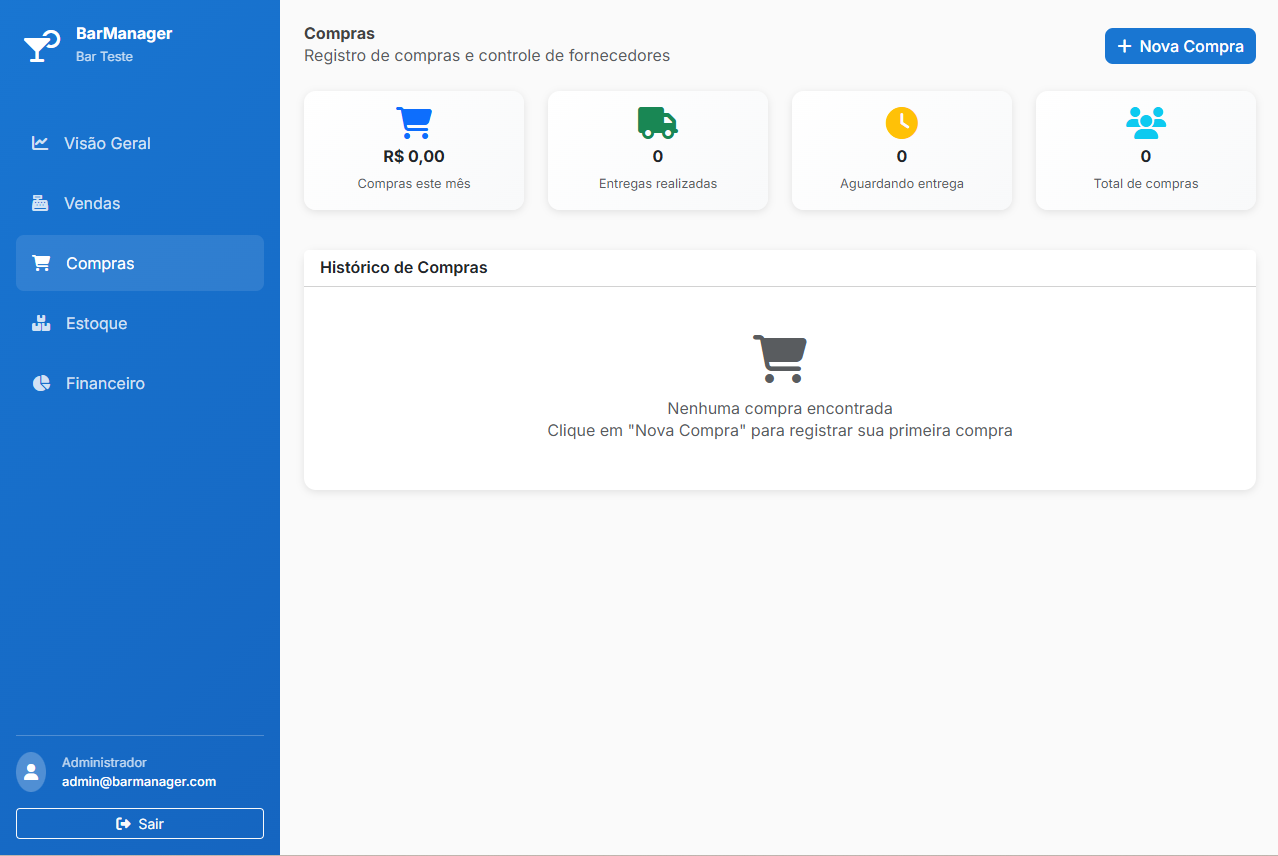 BarManager
Bar Teste
Visão Geral
Vendas
Compras
Estoque
Financeiro
Administrador
admin@barmanager.com
Sair
Compras
Registro de compras e controle de fornecedores
+ Nova Compra
R$ 0,00
Compras este mês
0
Entregas realizadas
0
Aguardando entrega
0
Total de compras
Histórico de Compras
Nenhuma compra encontrada
Clique em "Nova Compra" para registrar sua primeira compra